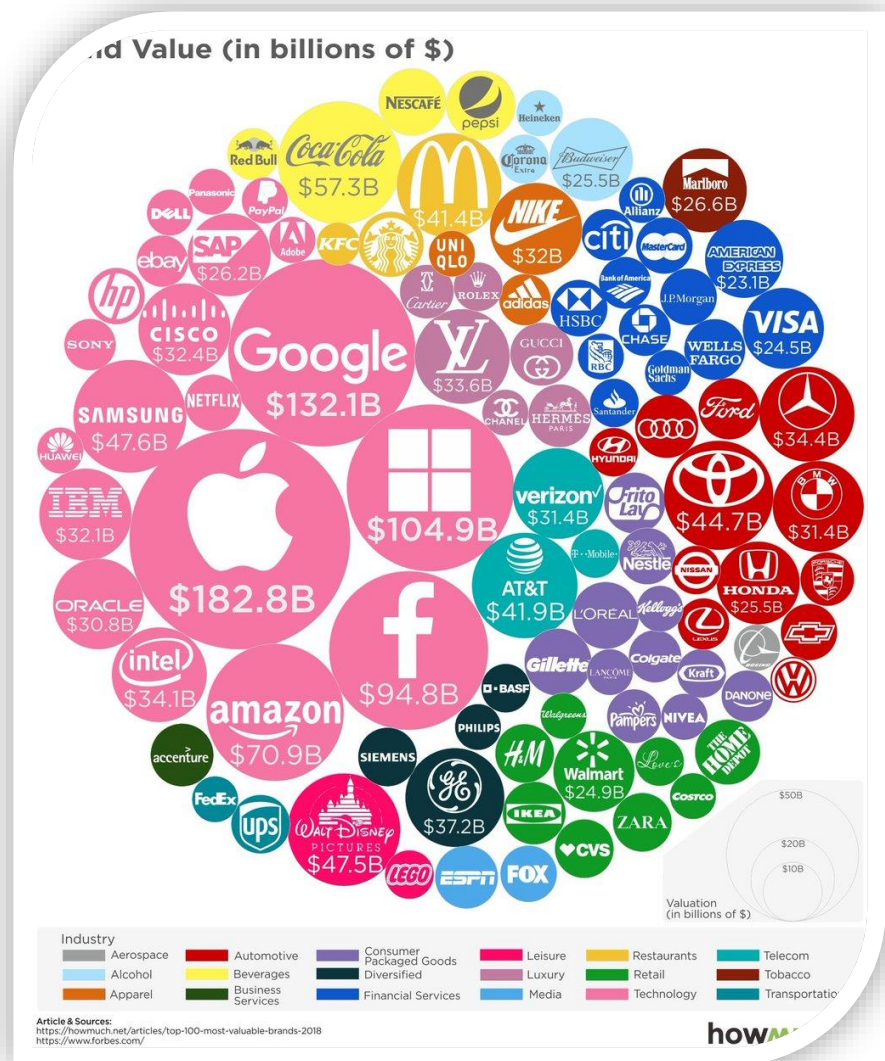 nd Value (in billions of $)
NESCAFÉ
pepsi
Heineken
Red Bull
Coca-Cola
$57.3B
$41.4B
Corona
Extra
Budweiser
$25.5B
Marlboro
$26.6B
Panasonic
DELL
PayPal
Allianz
NIKE
$32B
citi
MasterCard
AMERICAN
EXPRESS
$23.1B
ebay
SAP
$26.2B
Adobe
KFC
UNI
QLO
hp
Cartier
ROLEX
adidas
Bank of America
J.P.Morgan
HSBC
SONY
CISCO
$32.4B
Google
$132.1B
$33.6B
GUCCI
CHASE
RBC
WELLS
FARGO
VISA
$24.5B
Goldman
Sachs
SAMSUNG
$47.6B
NETFLIX
CHANEL
HERMÈS
PARIS
Santander
Ford
$34.4B
HUAWEI
HYUNDAI
IBM
$32.1B
$182.8B
$104.9B
verizon
$31.4B
Frito
Lay
$44.7B
BMW
$31.4B
T··Mobile·
Nestle
NISSAN
AT&T
$41.9B
HONDA
$25.5B
PORSCHE
ORACLE
$30.8B
L'ORÉAL
Kellogg's
LEXUS
BOEING
intel
$34.1B
$94.8B
Gillette
LANCÔME
PARIS
Colgate
Kraft
DANONE
BASF
amazon
$70.9B
PHILIPS
Walgreens
Pampers
NIVEA
accenture
SIEMENS
H&M
Walmart
$24.9B
Lowe's
THE
HOME
DEPOT
FedEx
ups
WALT DISNEY
PICTURES
$47.5B
GE
$37.2B
IKEA
ZARA
COSTCO
CVS
LEGO
ESPN
FOX
$50B
$20B
$10B
Valuation
(in billions of $)
Industry
Aerospace
Automotive
Consumer
Packaged Goods
Leisure
Restaurants
Telecom
Alcohol
Beverages
Diversified
Luxury
Retail
Tobacco
Apparel
Business
Services
Financial Services
Media
Technology
Transportation
Article & Sources:
https://howmuch.net/articles/top-100-most-valuable-brands-2018
https://www.forbes.com/
how